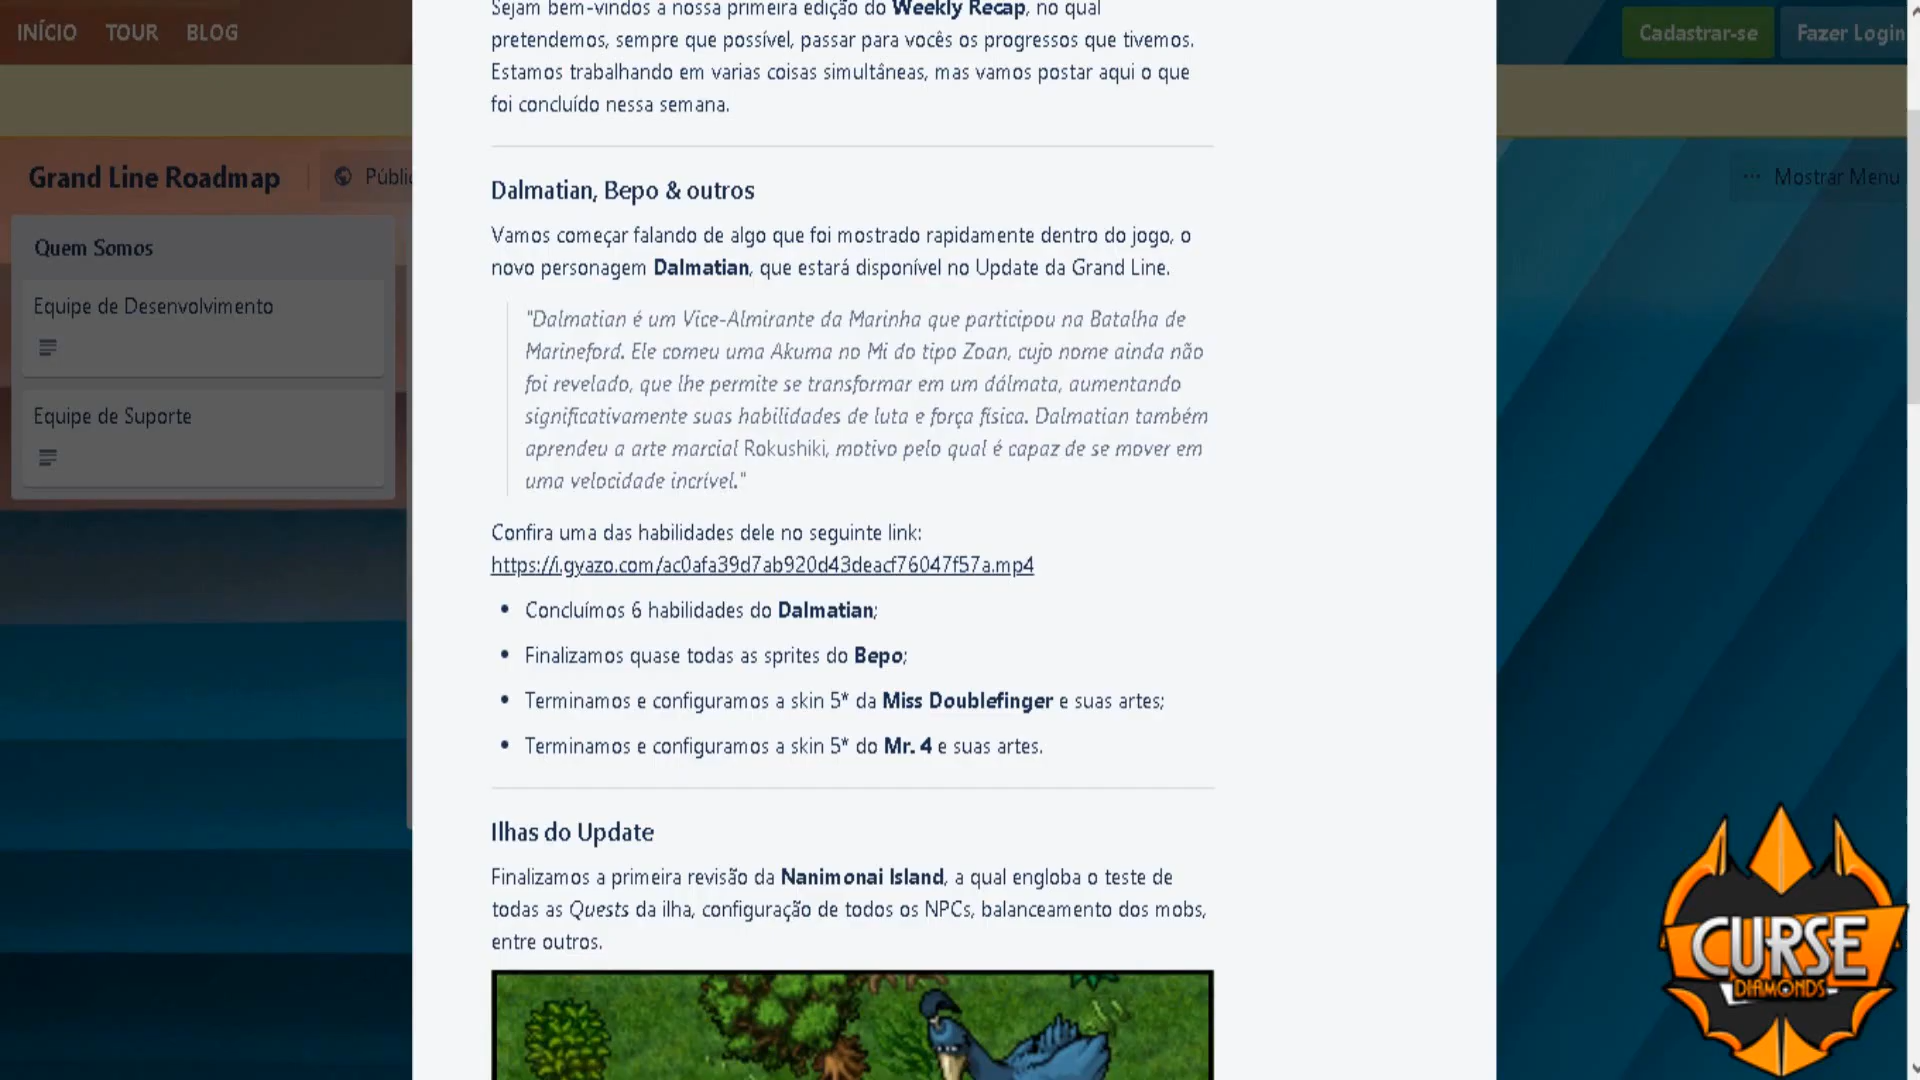 INÍCIO TOUR BLOG
Cadastrar-se Fazer Login
Grand Line Roadmap
Mostrar Menu
Quem Somos
Equipe de Desenvolvimento
Equipe de Suporte
Sejam bem-vindos a nossa primeira edição do Weekly Recap, no qual
pretendemos, sempre que possível, passar para vocês os progressos que tivemos.
Estamos trabalhando em varias coisas simultâneas, mas vamos postar aqui o que
foi concluído nessa semana.
Dalmatian, Bepo & outros
Vamos começar falando de algo que foi mostrado rapidamente dentro do jogo, o
novo personagem Dalmatian, que estará disponível no Update da Grand Line.
"Dalmatian é um Vice-Almirante da Marinha que participou na Batalha de
Marineford. Ele comeu uma Akuma no Mi do tipo Zoan, cujo nome ainda não
foi revelado, que lhe permite se transformar em um dálmata, aumentando
significativamente suas habilidades de luta e força física. Dalmatian também
aprendeu a arte marcial Rokushiki, motivo pelo qual é capaz de se mover em
uma velocidade incrível."
Confira uma das habilidades dele no seguinte link:
https://i.gyazo.com/ac0afa39d7ab920d43deacf76047f57a.mp4
• Concluímos 6 habilidades do Dalmatian;
• Finalizamos quase todas as sprites do Bepo;
• Terminamos e configuramos a skin 5* da Miss Doublefinger e suas artes;
• Terminamos e configuramos a skin 5* do Mr. 4 e suas artes.
Ilhas do Update
Finalizamos a primeira revisão da Nanimonai Island, a qual engloba o teste de
todas as Quests da ilha, configuração de todos os NPCs, balanceamento dos mobs,
entre outros.
CURSE
DIAMONDS